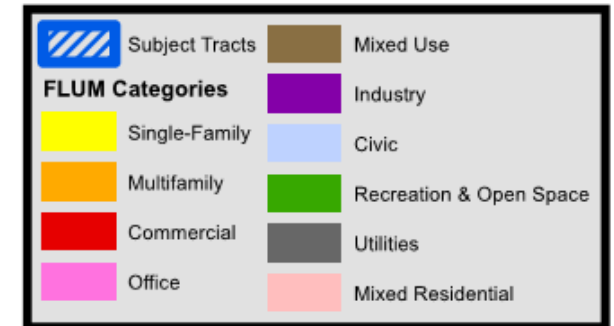 Subject Tracts
FLUM Categories
Single-Family
Multifamily
Commercial
Office
Mixed Use
Industry
Civic
Recreation & Open Space
Utilities
Mixed Residential